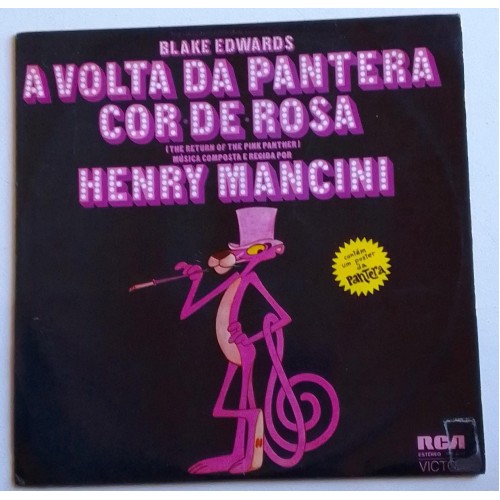 BLAKE EDWARDS
A VOLTA DA PANTERA
COR·DE·ROSA
(THE RETURN OF THE PINK PANTHER)
MÚSICA COMPOSTA E REGIDA POR
HENRY MANCINI
contém
um poster
da
PANTERA
RCA
ESTÉREO